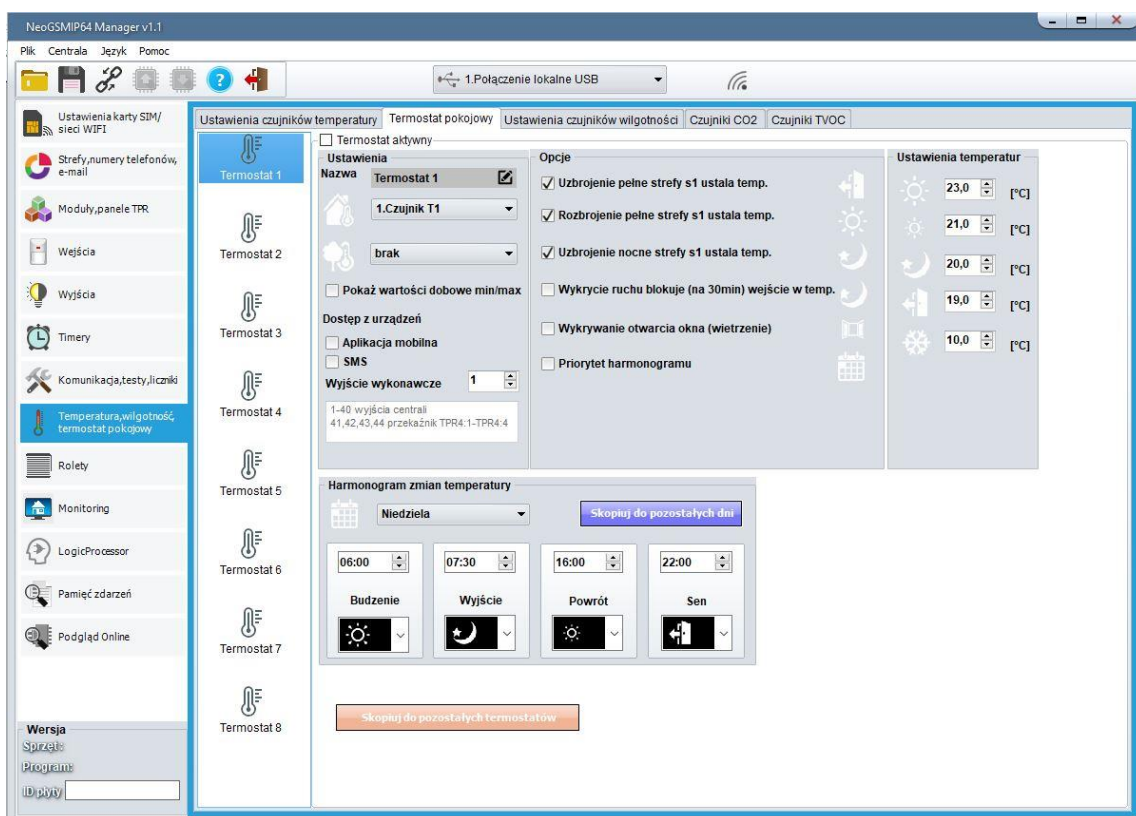 NeoGSMIP64 Manager v1.1
Plik Centrala Język Pomoc
1.Połączenie lokalne USB
Ustawienia karty SIM/
sieci WIFI
Strefy,numery telefonów,
e-mail
Moduły,panele TPR
Wejścia
Wyjścia
Timery
Komunikacja,testy,liczniki
Temperatura,wilgotność,
termostat pokojowy
Rolety
Monitoring
LogicProcessor
Pamięć zdarzeń
Podgląd Online
Wersja
Sprzęt:
Program:
ID płyty
Ustawienia czujników temperatury Termostat pokojowy Ustawienia czujników wilgotności Czujniki CO2 Czujniki TVOC
Termostat 1
Termostat 2
Termostat 3
Termostat 4
Termostat 5
Termostat 6
Termostat 7
Termostat 8
Termostat aktywny
Ustawienia
Nazwa Termostat 1
1.Czujnik T1
brak
Pokaż wartości dobowe min/max
Dostęp z urządzeń
Aplikacja mobilna
SMS
Wyjście wykonawcze 1
1-40 wyjścia centrali
41,42,43,44 przekaźnik TPR4:1-TPR4:4
Opcje
Uzbrojenie pełne strefy s1 ustala temp.
Rozbrojenie pełne strefy s1 ustala temp.
Uzbrojenie nocne strefy s1 ustala temp.
Wykrycie ruchu blokuje (na 30min) wejście w temp.
Wykrywanie otwarcia okna (wietrzenie)
Priorytet harmonogramu
Ustawienia temperatur
23,0 [°C]
21,0 [°C]
20,0 [°C]
19,0 [°C]
10,0 [°C]
Harmonogram zmian temperatury
Niedziela Skopiuj do pozostałych dni
06:00 07:30 16:00 22:00
Budzenie Wyjście Powrót Sen
Skopiuj do pozostałych termostatów